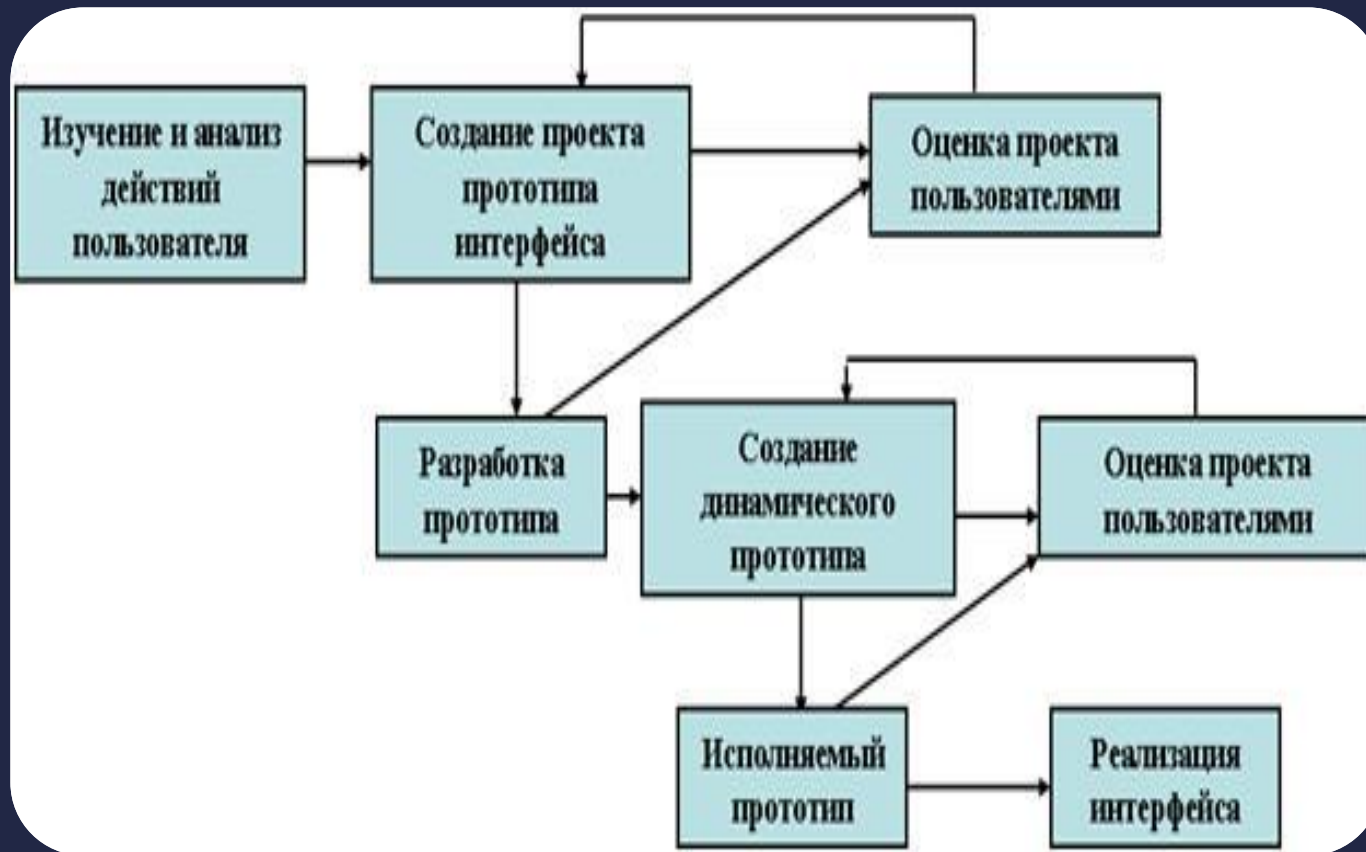 Изучение и анализ
действий
пользователя
Создание проекта
прототипа
интерфейса
Оценка проекта
пользователями
Разработка
прототипа
Создание
динамического
прототипа
Оценка проекта
пользователями
Исполняемый
прототип
Реализация
интерфейса